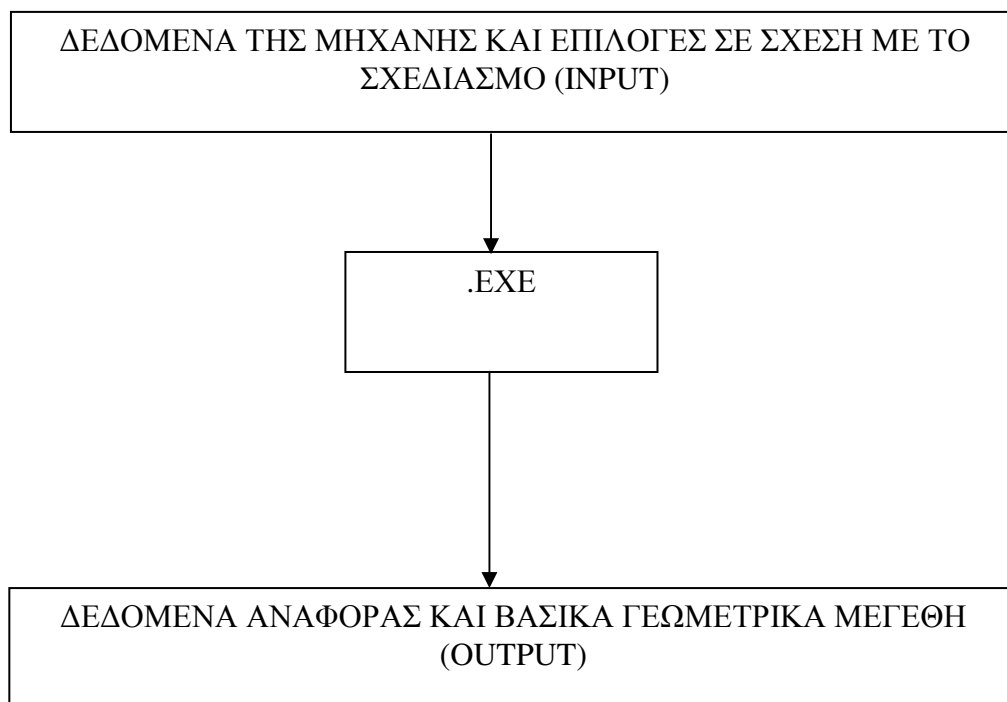 ΔΕΔΟΜΕΝΑ ΤΗΣ ΜΗΧΑΝΗΣ ΚΑΙ ΕΠΙΛΟΓΕΣ ΣΕ ΣΧΕΣΗ ΜΕ ΤΟ
ΣΧΕΔΙΑΣΜΟ (INPUT)
.EXE
ΔΕΔΟΜΕΝΑ ΑΝΑΦΟΡΑΣ ΚΑΙ ΒΑΣΙΚΑ ΓΕΩΜΕΤΡΙΚΑ ΜΕΓΕΘΗ
(OUTPUT)